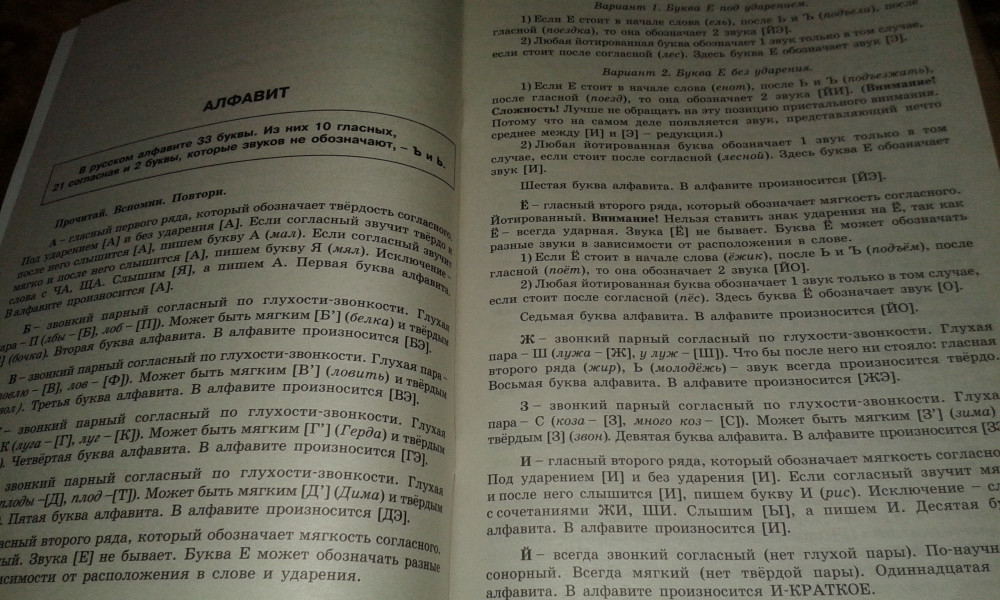 АЛФАВИТ
В русском алфавите 33 буквы. Из них 10 гласных,
21 согласная и 2 буквы, которые звуков не обозначают, – Ъ и Ь.
Прочитай. Вспомни. Повтори.
А – гласный первого ряда, который обозначает твёрдость согласного.
Под ударением [А] и без ударения [А]. Если согласный звучит твёрдо и
после него слышится [А], пишем букву А (мал). Если согласный звучит
мягко и после него слышится [А], пишем букву Я (мял). Исключение –
слова с ЧА, ЩА. Слышим [Я], а пишем А. Первая буква алфавита.
В алфавите произносится [А].
Б – звонкий парный согласный по глухости-звонкости. Глухая
пара – П (лбы – [Б], лоб – [П]). Может быть мягким [Б’] (белка) и твёрдым
(бочка). Вторая буква алфавита. В алфавите произносится [БЭ].
В – звонкий парный согласный по глухости-звонкости. Глухая пара –
[В], лов – [Ф]). Может быть мягким [В’] (ловить) и твёрдым
Третья буква алфавита. В алфавите произносится [ВЭ].
– звонкий парный согласный по глухости-звонкости. Глухая
К (луга – [Г], луг – [К]). Может быть мягким [Г’] (Герда) и твёрдым
Четвёртая буква алфавита. В алфавите произносится [ГЭ].
звонкий парный согласный по глухости-звонкости. Глухая
плоды –[Д], плод –[Т]). Может быть мягким [Д’] (Дима) и твёрдым
Пятая буква алфавита. В алфавите произносится [ДЭ].
второго ряда, который обозначает мягкость согласного.
Звука [Е] не бывает. Буква Е может обозначать разные
от расположения в слове и ударения.
Вариант 1. Буква Е под ударением.
1) Если Е стоит в начале слова (ель), после Ь и Ъ (подъели), после
гласной (поездка), то она обозначает 2 звука [ЙЭ].
2) Любая йотированная буква обозначает 1 звук только в том случае,
если стоит после согласной (лес). Здесь буква Е обозначает звук [Э].
Вариант 2. Буква Е без ударения.
1) Если Е стоит в начале слова (енот), после Ь и Ъ (подъезжать),
после гласной (поезд), то она обозначает 2 звука [ЙИ]. (Внимание!
Сложность! Лучше не обращать на эту позицию пристального внимания.
Потому что на самом деле появляется звук, представляющий нечто
среднее между [И] и [Э] – редукция.)
2) Любая йотированная буква обозначает 1 звук только в том
случае, если стоит после согласной (лесной). Здесь буква Е обозначает
звук [И].
Шестая буква алфавита. В алфавите произносится [ЙЭ].
Ё – гласный второго ряда, который обозначает мягкость согласного.
Йотированный. Внимание! Нельзя ставить знак ударения на Ё, так как
Ё – всегда ударная. Звука [Ё] не бывает. Буква Ё может обозначать
разные звуки в зависимости от расположения в слове.
1) Если Ё стоит в начале слова (ёжик), после Ь и Ъ (подъём), после
гласной (поёт), то она обозначает 2 звука [ЙО].
2) Любая йотированная буква обозначает 1 звук только в том случае,
если стоит после согласной (пёс). Здесь буква Ё обозначает звук [О].
Седьмая буква алфавита. В алфавите произносится [ЙО].
Ж – звонкий парный согласный по глухости-звонкости. Глухая
пара – Ш (лужа – [Ж], у луж – [Ш]). Что бы после него ни стояло: гласная
второго ряда (жир), Ь (молодёжь) – звук всегда произносится твёрдо.
Восьмая буква алфавита. В алфавите произносится [ЖЭ].
З – звонкий парный согласный по глухости-звонкости. Глухая
пара – С (коза – [З], много коз – [С]). Может быть мягким [З’] (зима)
твёрдым [З] (звон). Девятая буква алфавита. В алфавите произносится
И – гласный второго ряда, который обозначает мягкость
Под ударением [И] и без ударения [И]. Если согласный звучит
и после него слышится [И], пишем букву И (рис). Исключение –
с сочетаниями ЖИ, ШИ. Слышим [Ы], а пишем И. Десятая
алфавита. В алфавите произносится [И].
Й – всегда звонкий согласный (нет глухой пары).
сонорный. Всегда мягкий (нет твёрдой пары). Одиннадцатая
алфавита. В алфавите произносится И-КРАТКОЕ.